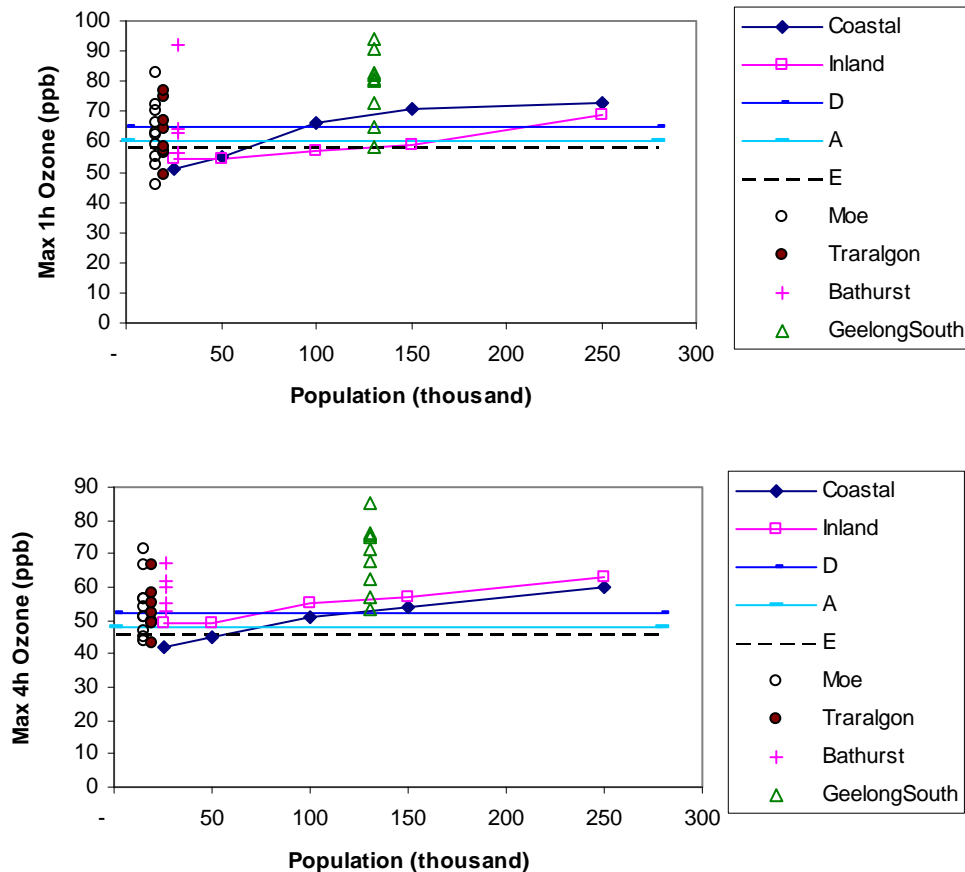 Max 1h Ozone (ppb)
100
90
80
70
60
50
40
30
20
10
0
- 50 100 150 200 250 300
Population (thousand)
Coastal
Inland
D
A
E
Moe
Traralgon
Bathurst
GeelongSouth
Max 4h Ozone (ppb)
90
80
70
60
50
40
30
20
10
0
- 50 100 150 200 250 300
Population (thousand)
Coastal
Inland
D
A
E
Moe
Traralgon
Bathurst
GeelongSouth